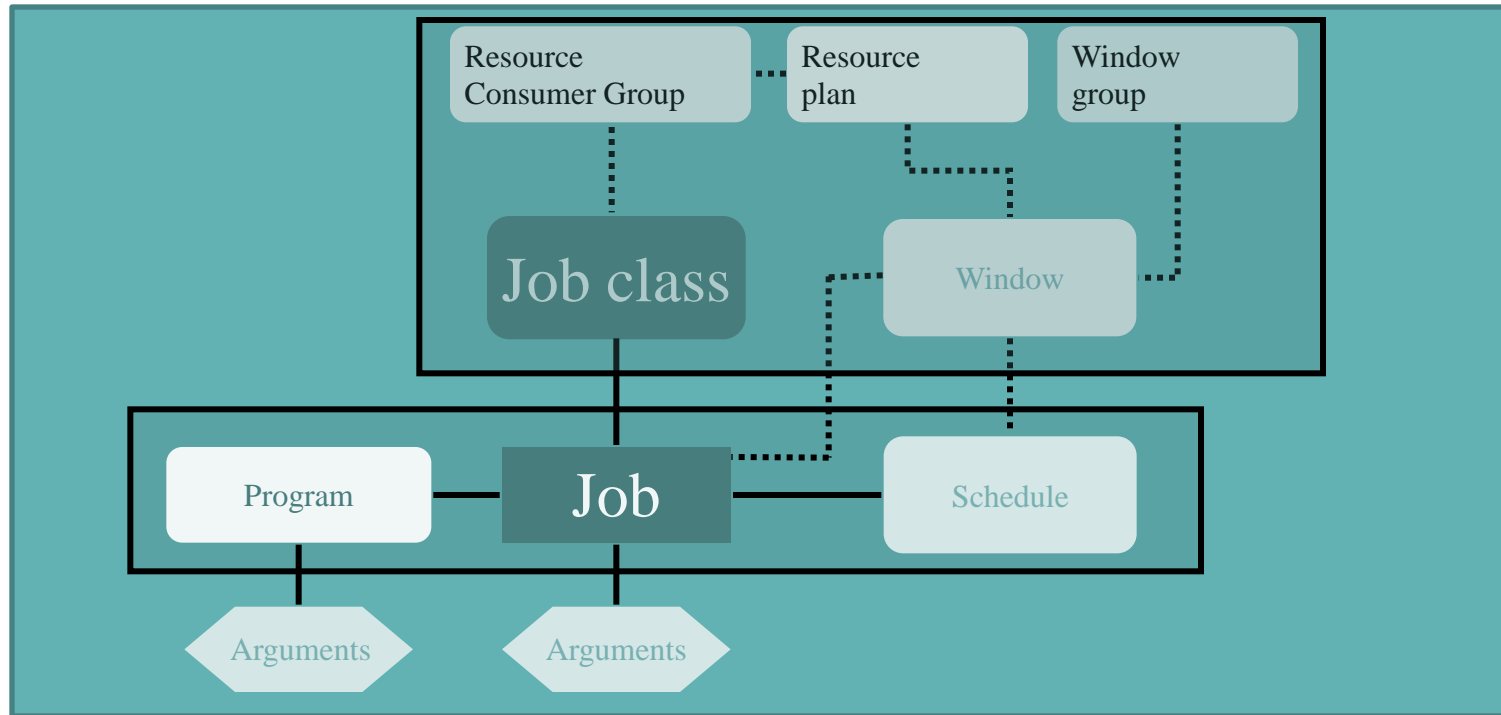 Resource
Consumer Group
Resource
plan
Window
group
Job class
Window
Program
Job
Schedule
Arguments
Arguments